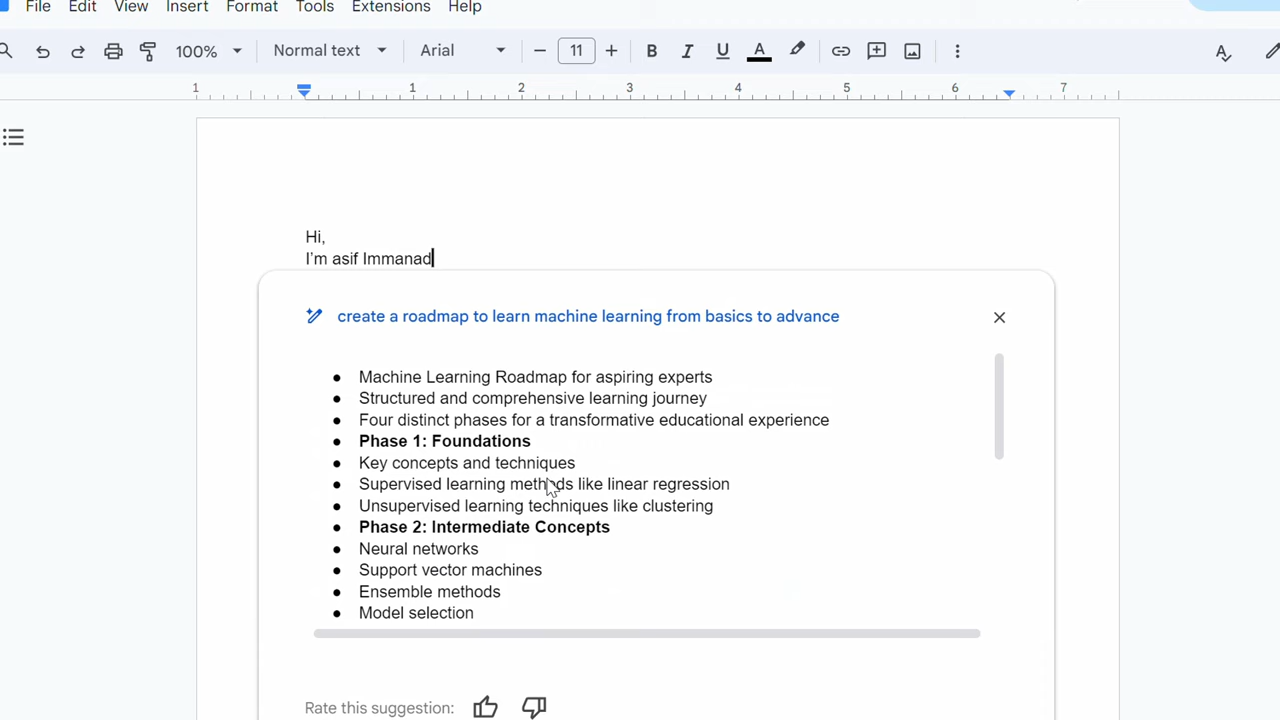 File Edit View Insert Format Tools Extensions Help
100% Normal text Arial 11 B I U A A
1 1 2 3 4 5 6 7
Hi,
I'm asif Immanad
create a roadmap to learn machine learning from basics to advance
● Machine Learning Roadmap for aspiring experts
● Structured and comprehensive learning journey
● Four distinct phases for a transformative educational experience
● Phase 1: Foundations
● Key concepts and techniques
● Supervised learning methods like linear regression
● Unsupervised learning techniques like clustering
● Phase 2: Intermediate Concepts
● Neural networks
● Support vector machines
● Ensemble methods
● Model selection
Rate this suggestion: